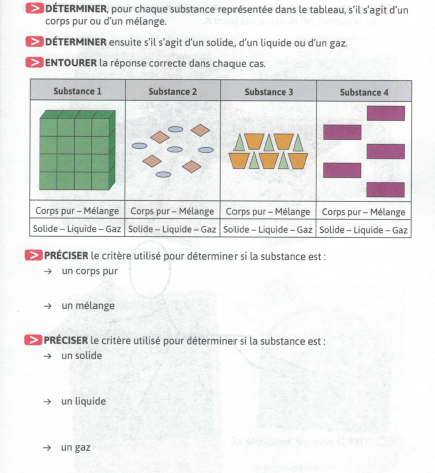 > DÉTERMINER, pour chaque substance représentée dans le tableau, s'il s'agit d'un
corps pur ou d'un mélange.
> DÉTERMINER ensuite s'il s'agit d'un solide, d'un liquide ou d'un gaz.
> ENTOURER la réponse correcte dans chaque cas.
Substance 1 Substance 2 Substance 3 Substance 4
Corps pur – Mélange Corps pur – Mélange Corps pur – Mélange Corps pur – Mélange
Solide – Liquide – Gaz Solide – Liquide – Gaz Solide – Liquide – Gaz Solide – Liquide – Gaz
> PRÉCISER le critère utilisé pour déterminer si la substance est :
→ un corps pur
→ un mélange
> PRÉCISER le critère utilisé pour déterminer si la substance est :
→ un solide
→ un liquide
→ un gaz